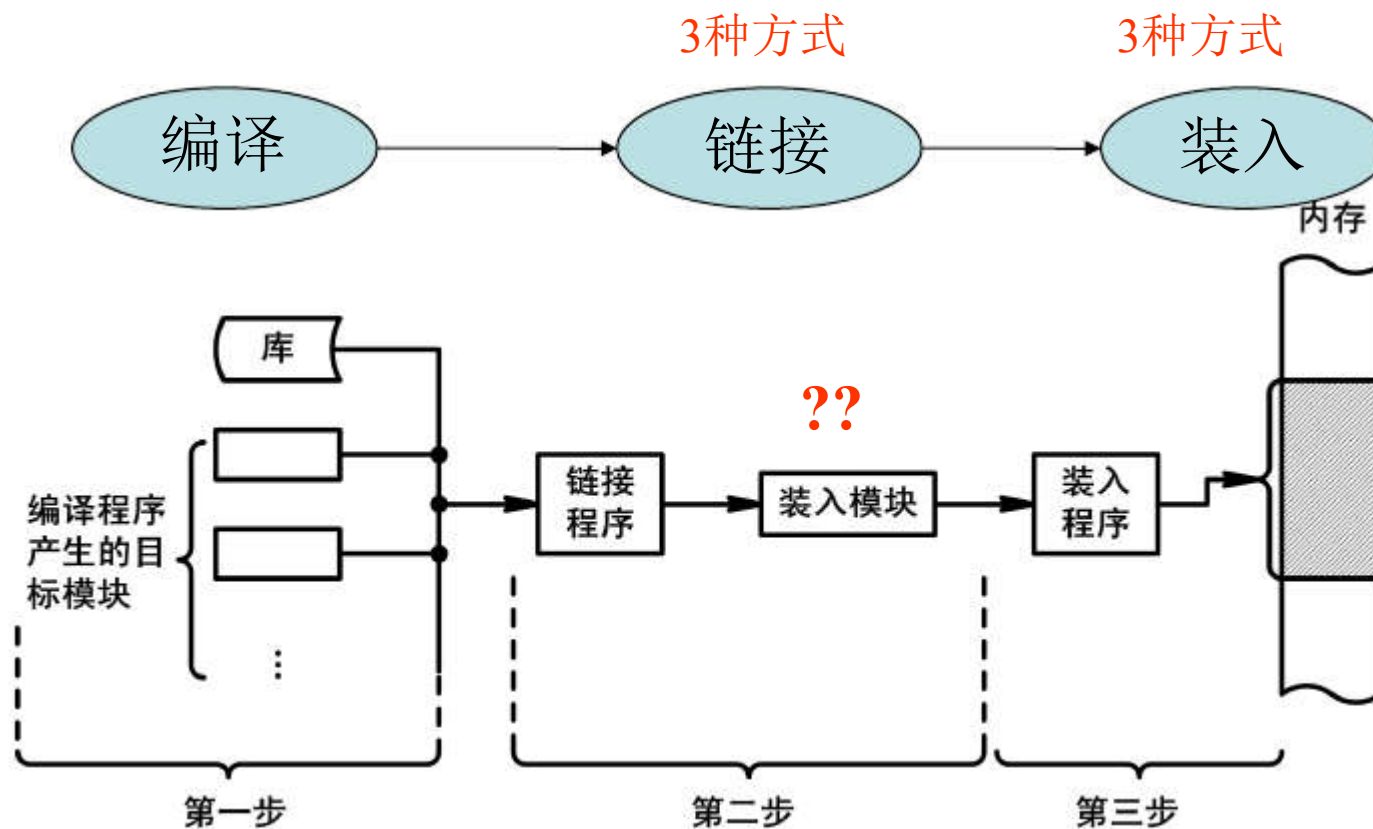 3种方式
3种方式
编译
链接
装入
内存
库
??
编译程序
产生的目
标模块
...
链接
程序
装入模块
装入
程序
第一步
第二步
第三步